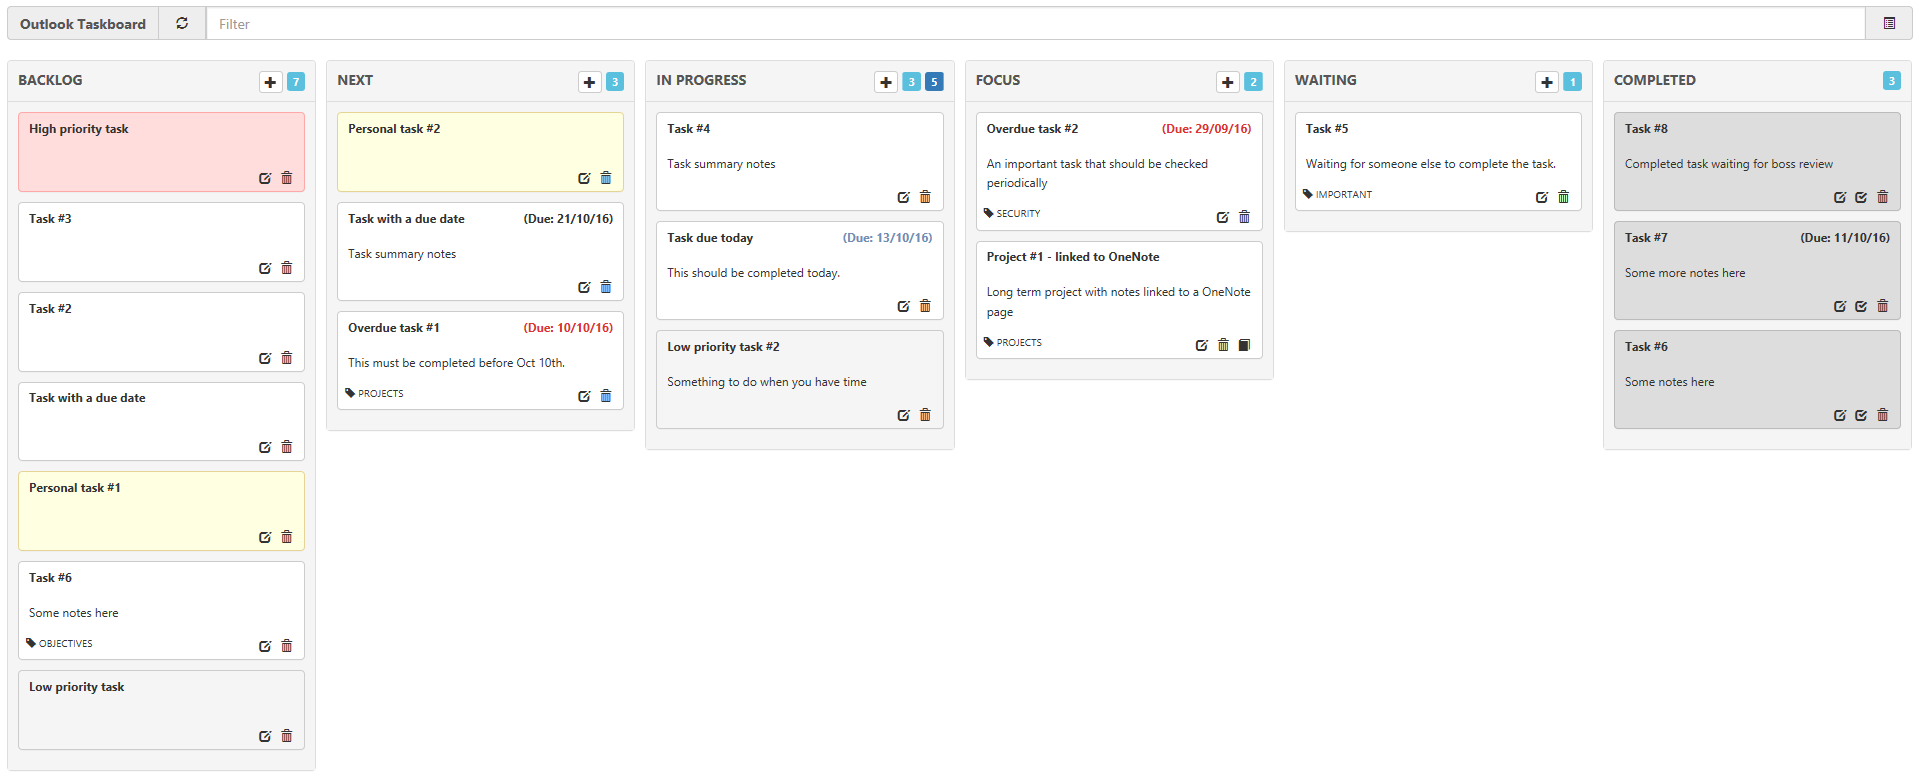 Outlook Taskboard
Filter
BACKLOG 7
High priority task
Task #3
Task #2
Task with a due date
Personal task #1
Task #6
Some notes here
OBJECTIVES
Low priority task
NEXT 3
Personal task #2
Task with a due date (Due: 21/10/16)
Task summary notes
Overdue task #1 (Due: 10/10/16)
This must be completed before Oct 10th.
PROJECTS
IN PROGRESS 3 5
Task #4
Task summary notes
Task due today (Due: 13/10/16)
This should be completed today.
Low priority task #2
Something to do when you have time
FOCUS 2
Overdue task #2 (Due: 29/09/16)
An important task that should be checked
periodically
SECURITY
Project #1 - linked to OneNote
Long term project with notes linked to a OneNote
page
PROJECTS
WAITING 1
Task #5
Waiting for someone else to complete the task.
IMPORTANT
COMPLETED 3
Task #8
Completed task waiting for boss review
Task #7 (Due: 11/10/16)
Some more notes here
Task #6
Some notes here